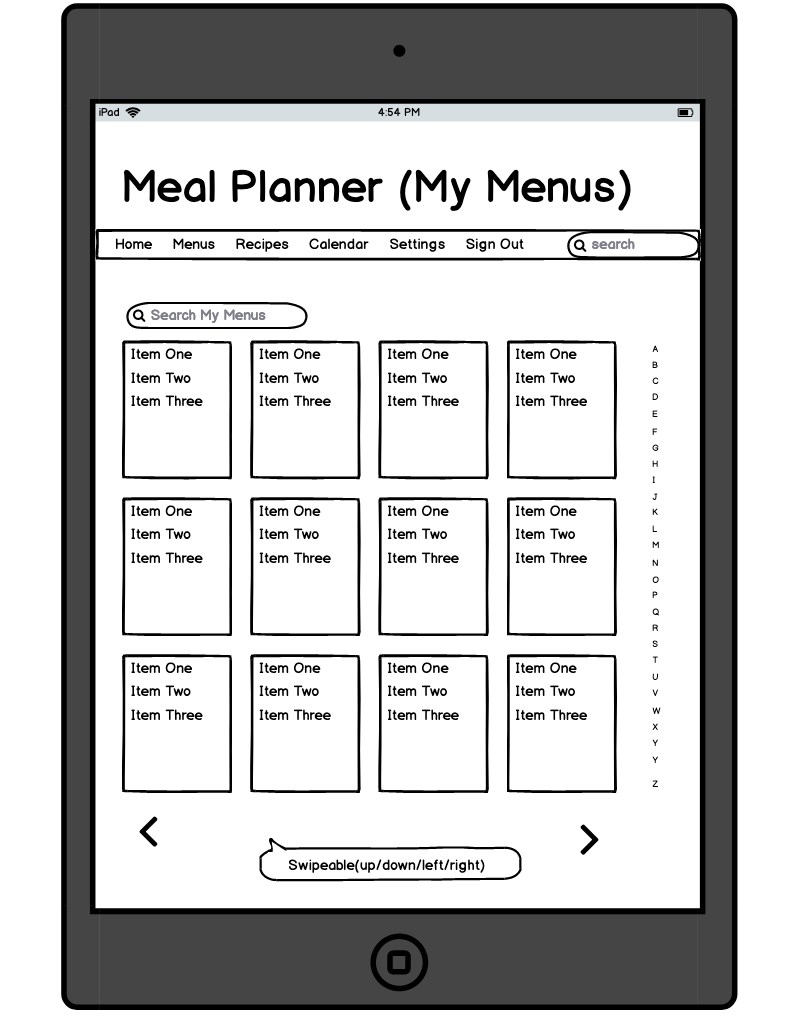 iPad 4:54 PM
Meal Planner (My Menus)
Home Menus Recipes Calendar Settings Sign Out search
Search My Menus
Item One Item One Item One Item One
Item Two Item Two Item Two Item Two
Item Three Item Three Item Three Item Three
Item One Item One Item One Item One
Item Two Item Two Item Two Item Two
Item Three Item Three Item Three Item Three
Item One Item One Item One Item One
Item Two Item Two Item Two Item Two
Item Three Item Three Item Three Item Three
A
B
C
D
E
F
G
H
I
J
K
L
M
N
O
P
Q
R
S
T
U
V
W
X
Y
Y
Z
Swipeable(up/down/left/right)